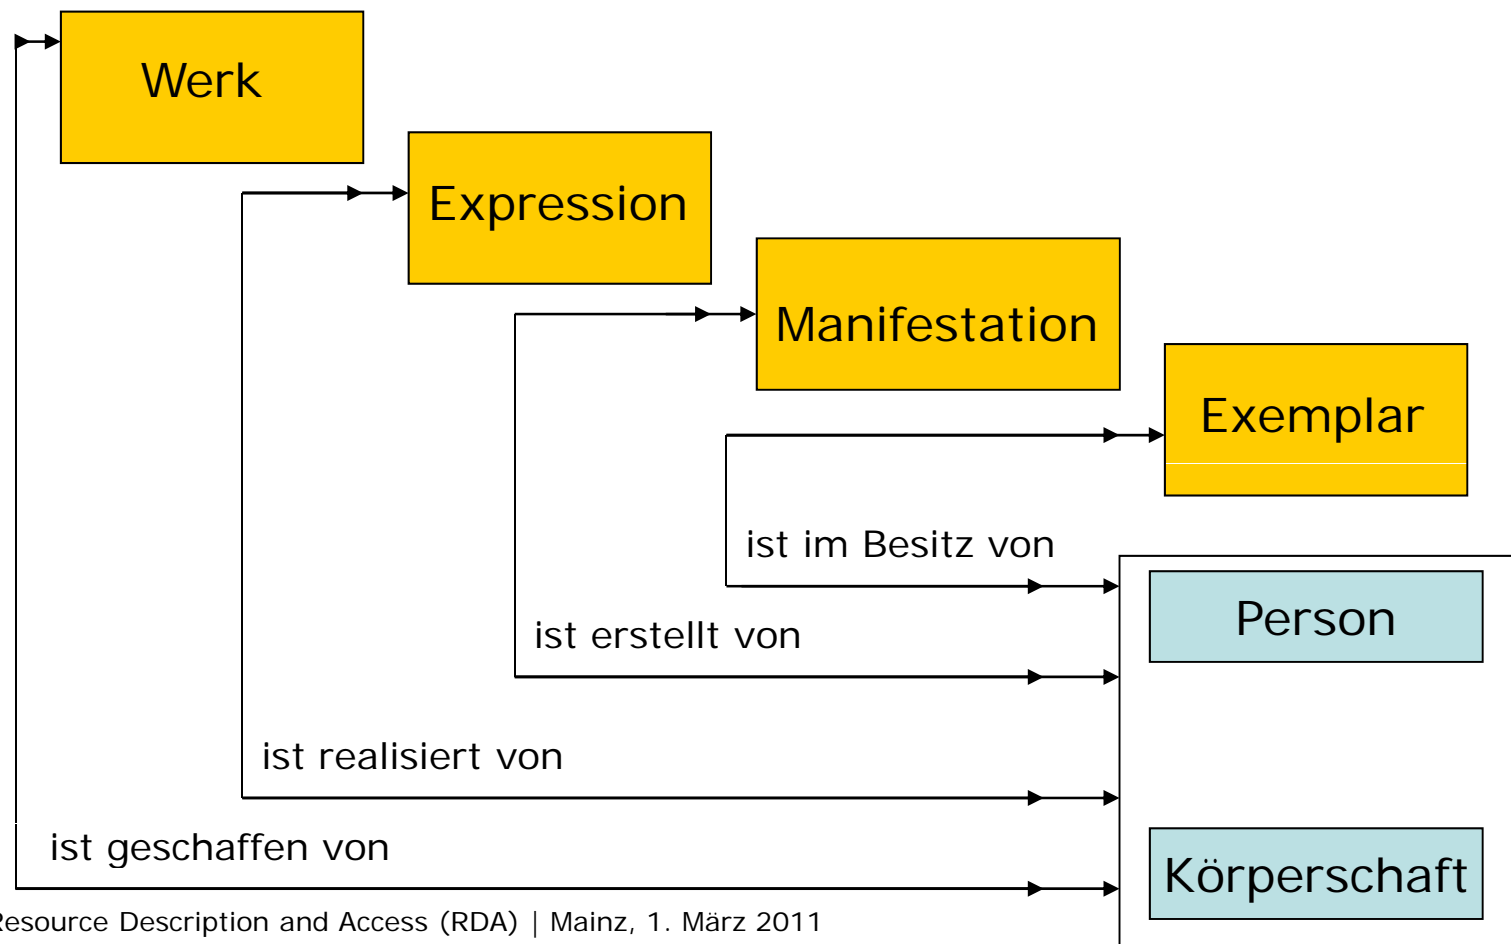 Werk
Expression
Manifestation
Exemplar
ist im Besitz von
Person
ist erstellt von
ist realisiert von
ist geschaffen von
Körperschaft
Resource Description and Access (RDA) | Mainz, 1. März 2011